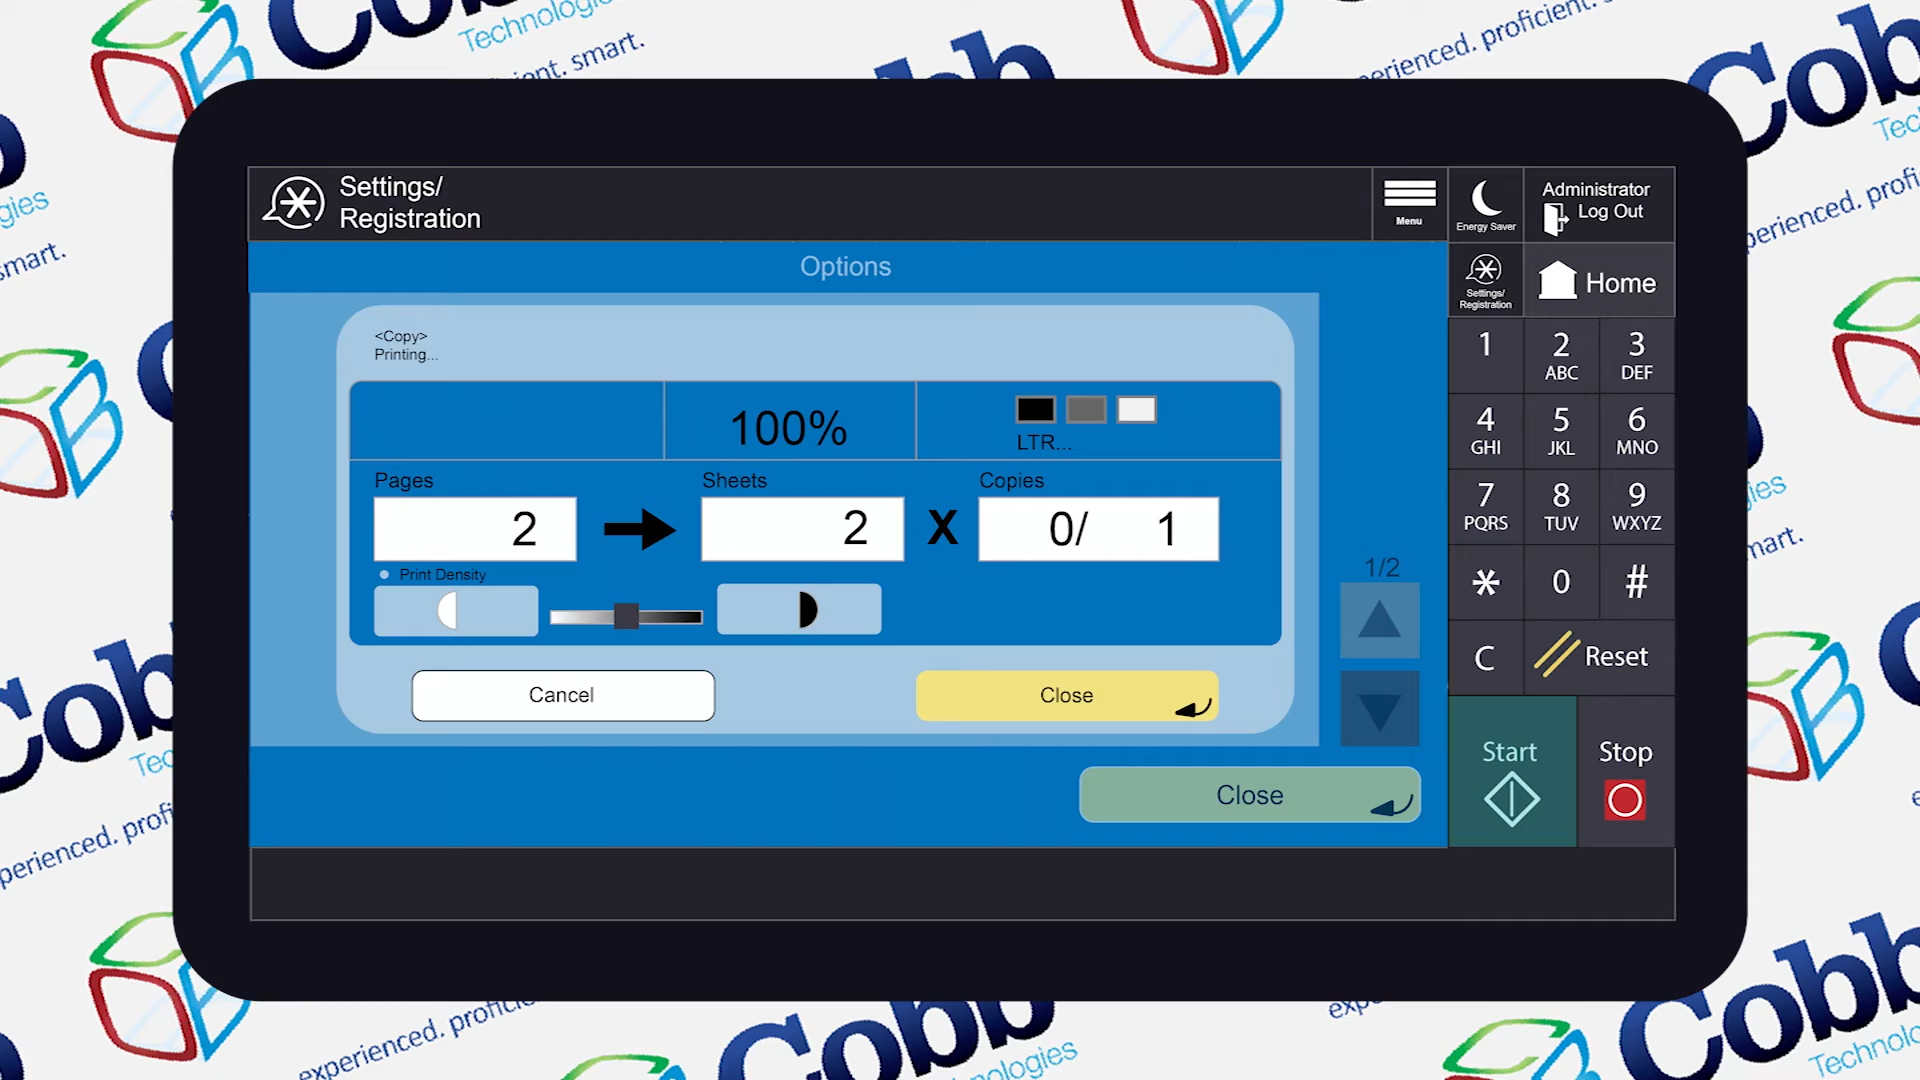 Cobb
Technologies
experienced. proficient. smart.
Settings/
Registration
Menu
Energy Saver
Administrator
Log Out
Options
Settings/
Registration
Home
<Copy>
Printing...
100%
LTR...
Pages
Sheets
Copies
2
2
X
0/ 1
Print Density
1/2
Cancel
Close
Close
1
2
ABC
3
DEF
4
GHI
5
JKL
6
MNO
7
PQRS
8
TUV
9
WXYZ
*
0
#
C
Reset
Start
Stop